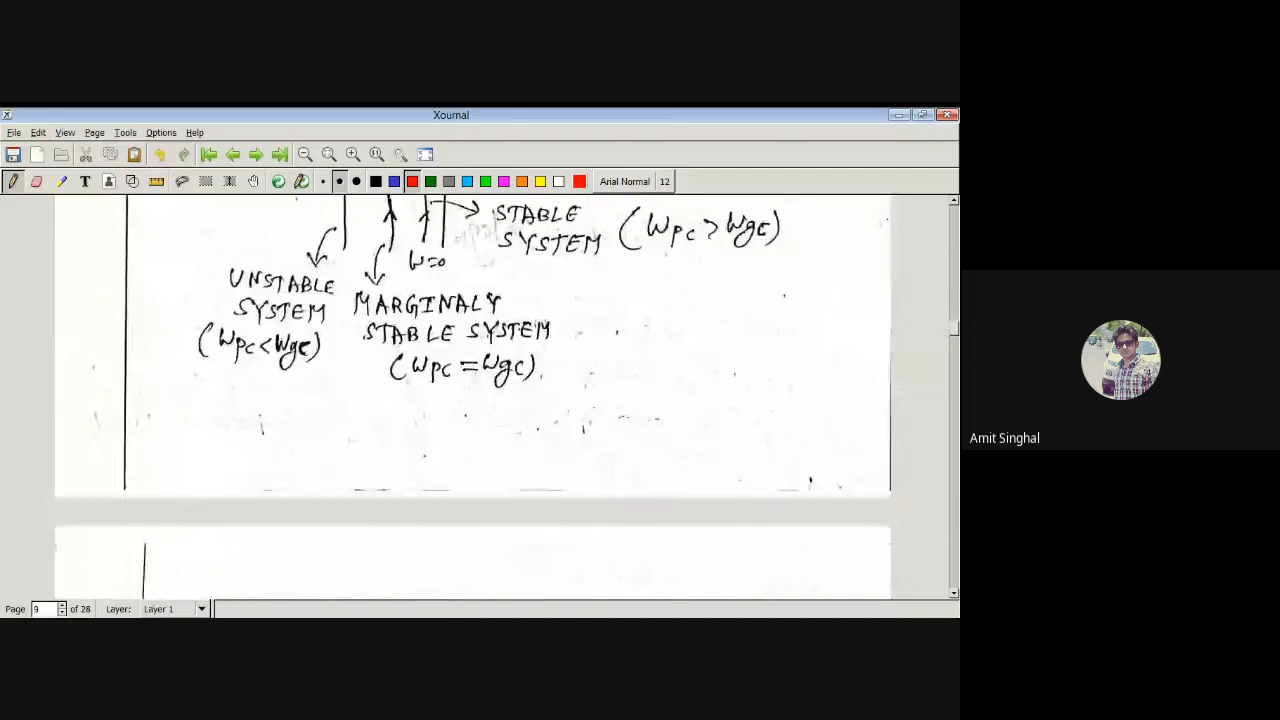 Xournal
File Edit View Page Tools Options Help
Arial Normal 12
STABLE
SYSTEM (ωpc > ωgc)
ω=0
UNSTABLE
SYSTEM
(ωpc < ωgc)
MARGINALY
STABLE SYSTEM
(ωpc = ωgc).
Amit Singhal
Page 9 of 28 Layer: Layer 1